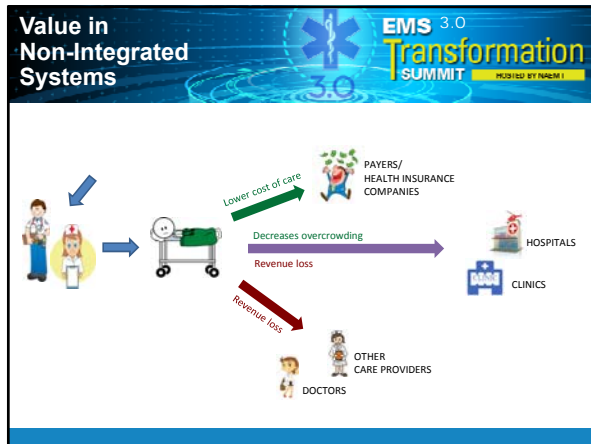 Value in
Non-Integrated
Systems
3.0
EMS 3.0
Transformation
SUMMIT
HOSTED BY NAEMT
Lower cost of care
PAYERS/
HEALTH INSURANCE
COMPANIES
Decreases overcrowding
Revenue loss
HOSPITALS
CLINIC
CLINICS
Revenue loss
OTHER
CARE PROVIDERS
DOCTORS